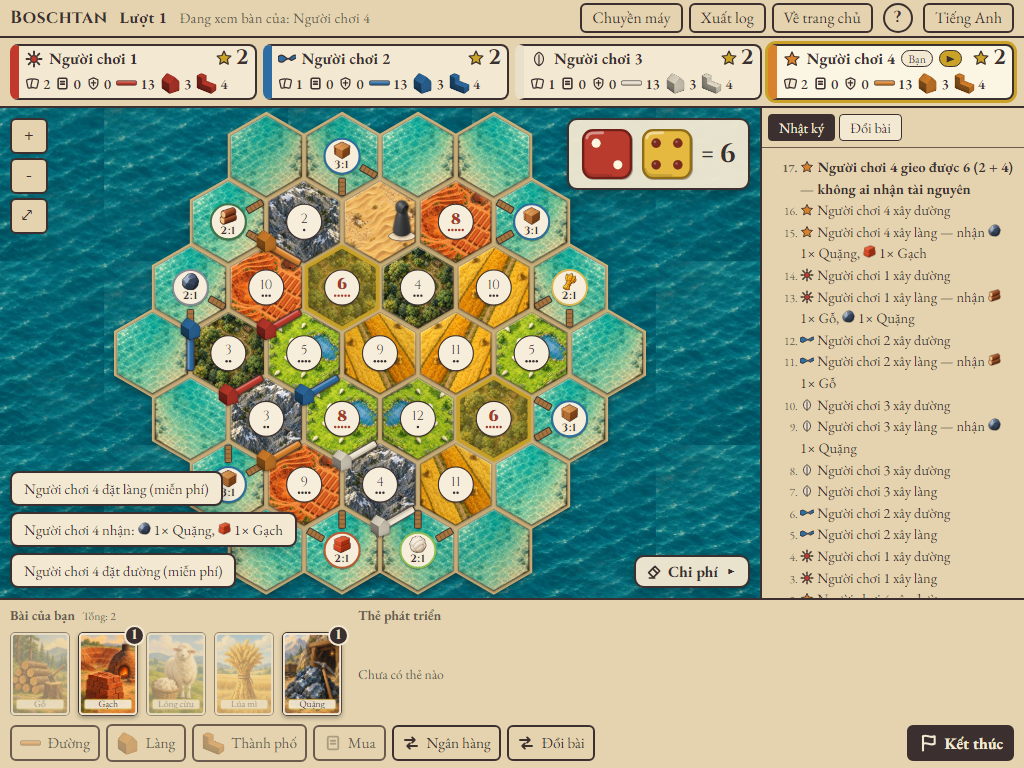 BOSCHTAN Lượt 1 Đang xem bàn của: Người chơi 4
Chuyền máy
Xuất log
Về trang chủ
?
Tiếng Anh
Người chơi 1 2
2 0 0 13 3 4
Người chơi 2 2
1 0 0 13 3 4
Người chơi 3 2
1 0 0 13 3 4
Người chơi 4 Bạn 2
2 0 0 13 3 4
+
-
= 6
3:1
2:1 2 8 3:1
2:1 10 6 4 10 2:1
3 5 9 11 5
3 8 12 6 3:1
3:1 9 4 11
2:1 2:1
Người chơi 4 đặt làng (miễn phí)
Người chơi 4 nhận: 1× Quặng, 1× Gạch
Người chơi 4 đặt đường (miễn phí)
Chi phí
Nhật ký
Đổi bài
17. Người chơi 4 gieo được 6 (2 + 4)
— không ai nhận tài nguyên
16. Người chơi 4 xây đường
15. Người chơi 4 xây làng — nhận
1× Quặng, 1× Gạch
14. Người chơi 1 xây đường
13. Người chơi 1 xây làng — nhận
1× Gỗ, 1× Quặng
12. Người chơi 2 xây đường
11. Người chơi 2 xây làng — nhận
1× Gỗ
10. Người chơi 3 xây đường
9. Người chơi 3 xây làng — nhận
1× Quặng
8. Người chơi 3 xây đường
7. Người chơi 3 xây làng
6. Người chơi 2 xây đường
5. Người chơi 2 xây làng
4. Người chơi 1 xây đường
3. Người chơi 1 xây làng
Bài của bạn Tổng: 2
Thẻ phát triển
1 1
Gỗ Gạch Lông cừu Lúa mì Quặng
Chưa có thẻ nào
Đường
Làng
Thành phố
Mua
Ngân hàng
Đổi bài
Kết thúc